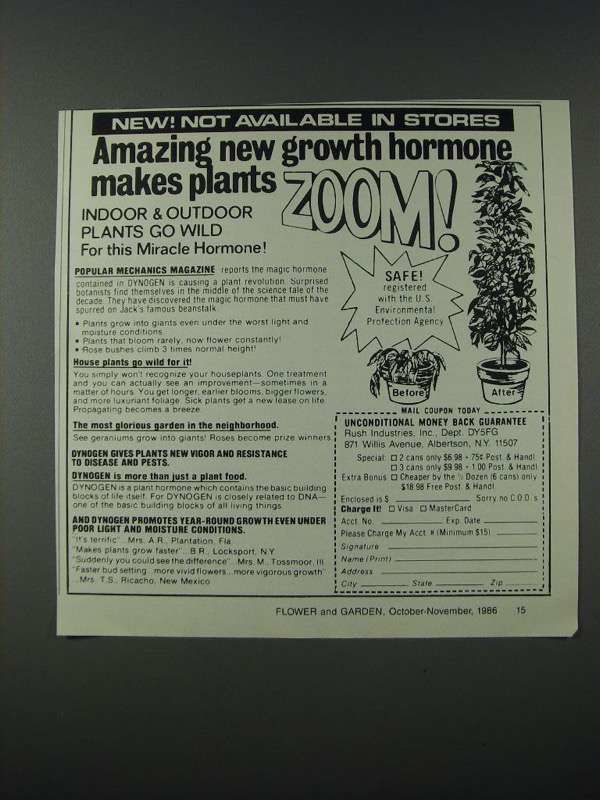 NEW! NOT AVAILABLE IN STORES
Amazing new growth hormone
makes plants ZOOM!
INDOOR & OUTDOOR
PLANTS GO WILD
For this Miracle Hormone!
POPULAR MECHANICS MAGAZINE reports the magic hormone
contained in DYNOGEN is causing a plant revolution. Surprised
botanists find themselves in the middle of the science tale of the
decade. They have discovered the magic hormone that must have
spurred on Jack's famous beanstalk.
• Plants grow into giants even under the worst light and
moisture conditions.
• Plants that bloom rarely, now flower constantly!
• Rose bushes climb 3 times normal height!
House plants go wild for it!
You simply won't recognize your houseplants. One treatment
and you can actually see an improvement—sometimes in a
matter of hours. You get longer, earlier blooms, bigger flowers,
and more luxuriant foliage. Sick plants get a new lease on life.
Propagating becomes a breeze.
The most glorious garden in the neighborhood.
See geraniums grow into giants! Roses become prize winners.
DYNOGEN GIVES PLANTS NEW VIGOR AND RESISTANCE
TO DISEASE AND PESTS.
DYNOGEN is more than just a plant food.
DYNOGEN is a plant hormone which contains the basic building
blocks of life itself. For DYNOGEN is closely related to DNA—
one of the basic building blocks of all living things.
AND DYNOGEN PROMOTES YEAR-ROUND GROWTH EVEN UNDER
POOR LIGHT AND MOISTURE CONDITIONS.
"It's terrific" ...Mrs. A.R., Plantation, Fla.
"Makes plants grow faster" ...B.R., Locksport, N.Y.
"Suddenly you could see the difference" ...Mrs. M., Tossmoor, Ill.
"Faster bud setting... more vivid flowers... more vigorous growth"
...Mrs. T.S., Ricacho, New Mexico
SAFE!
registered
with the U.S.
Environmental
Protection Agency
Before
After
MAIL COUPON TODAY
UNCONDITIONAL MONEY BACK GUARANTEE
Rush Industries, Inc., Dept. DY5FG
871 Willis Avenue, Albertson, N.Y. 11507
Special: □ 2 cans only $6.98 + 75¢ Post. & Handl.
□ 3 cans only $9.98 + 1.00 Post. & Handl.
Extra Bonus □ Cheaper by the ½ Dozen (6 cans) only
$18.98 Free Post. & Handl.
Enclosed is $ Sorry no C.O.D.'s
Charge It! □ Visa □ MasterCard
Acct. No. Exp. Date
Please Charge My Acct. # (Minimum $15)
Signature
Name (Print)
Address
City State Zip
FLOWER and GARDEN, October-November, 1986 15